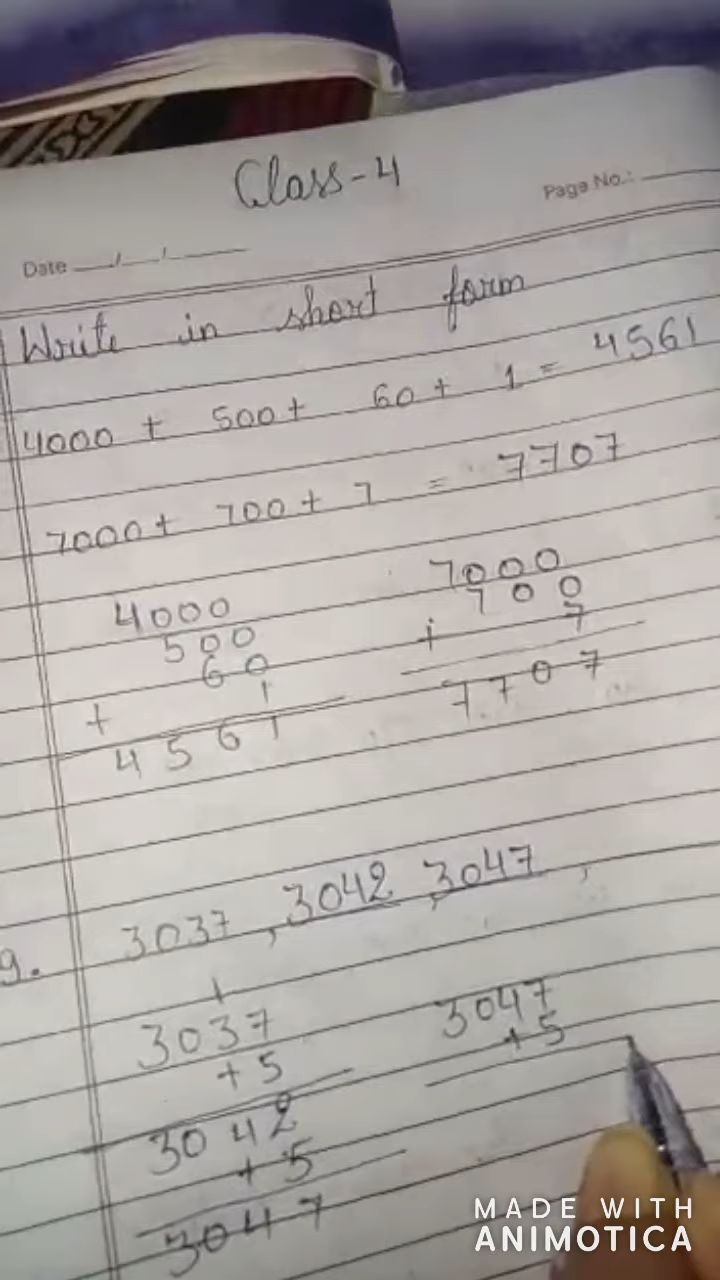 Class-4
Page No.:
Date / /
Write in short form
4000 + 500 + 60 + 1 = 4561
7000 + 700 + 7 = 7707
4000
500
60
+ 1
4561
7000
700
+ 7
7707
9. 3037, 3042, 3047,
1
3037
+5
3042
+5
3047
3047
+5
MADE WITH
ANIMOTICA